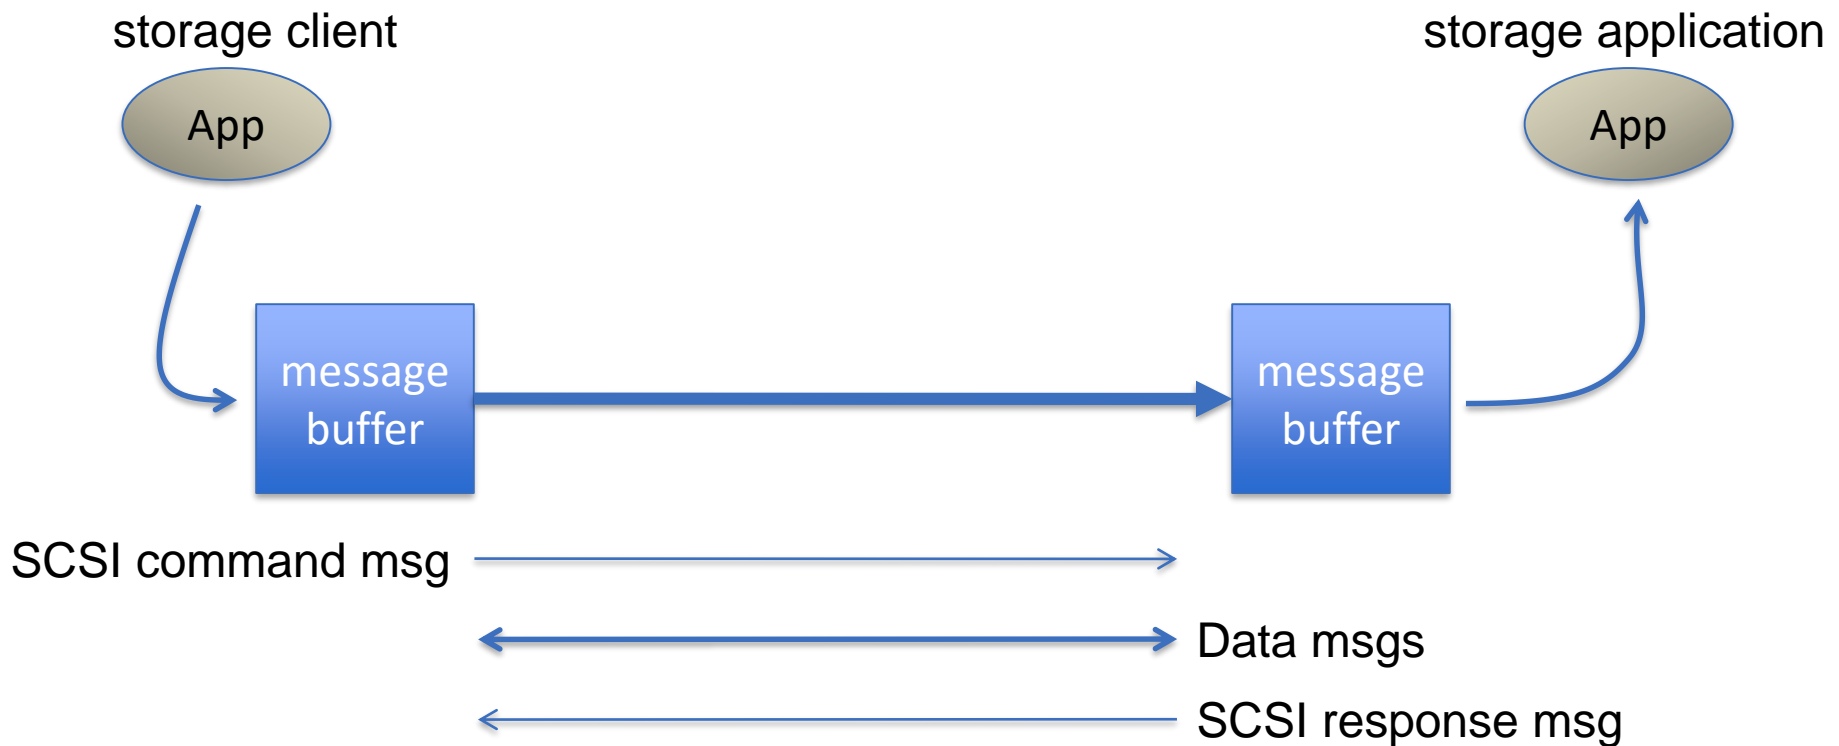 storage client
storage application
App
App
message
buffer
message
buffer
SCSI command msg
Data msgs
SCSI response msg